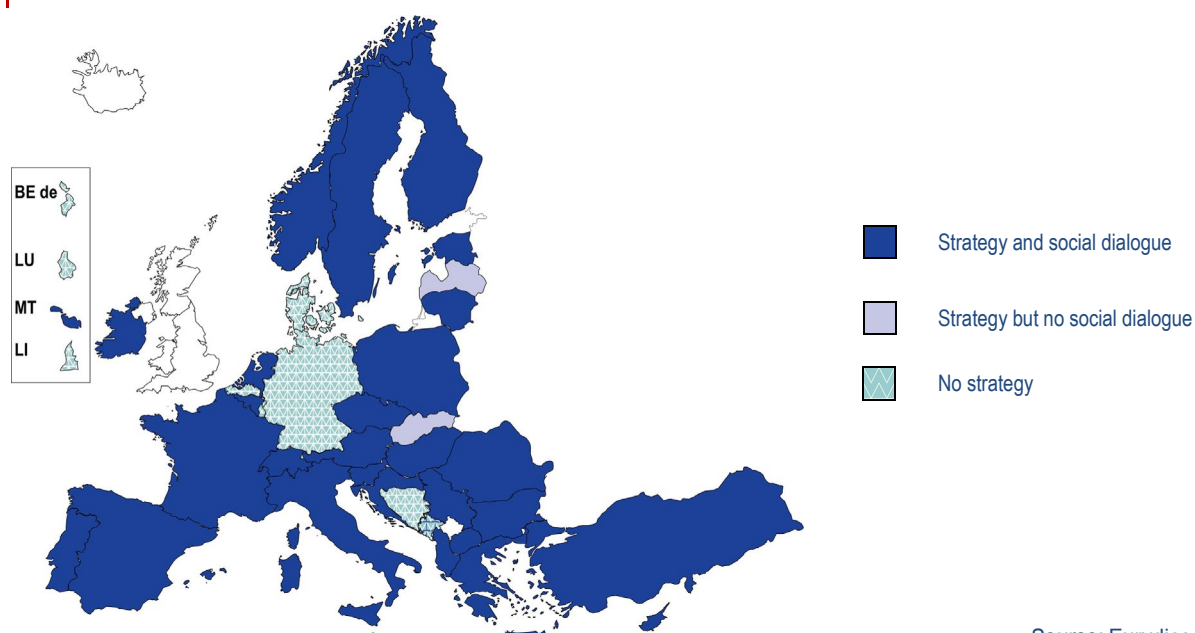 BE de
LU
MT
LI
Strategy and social dialogue
Strategy but no social dialogue
No strategy